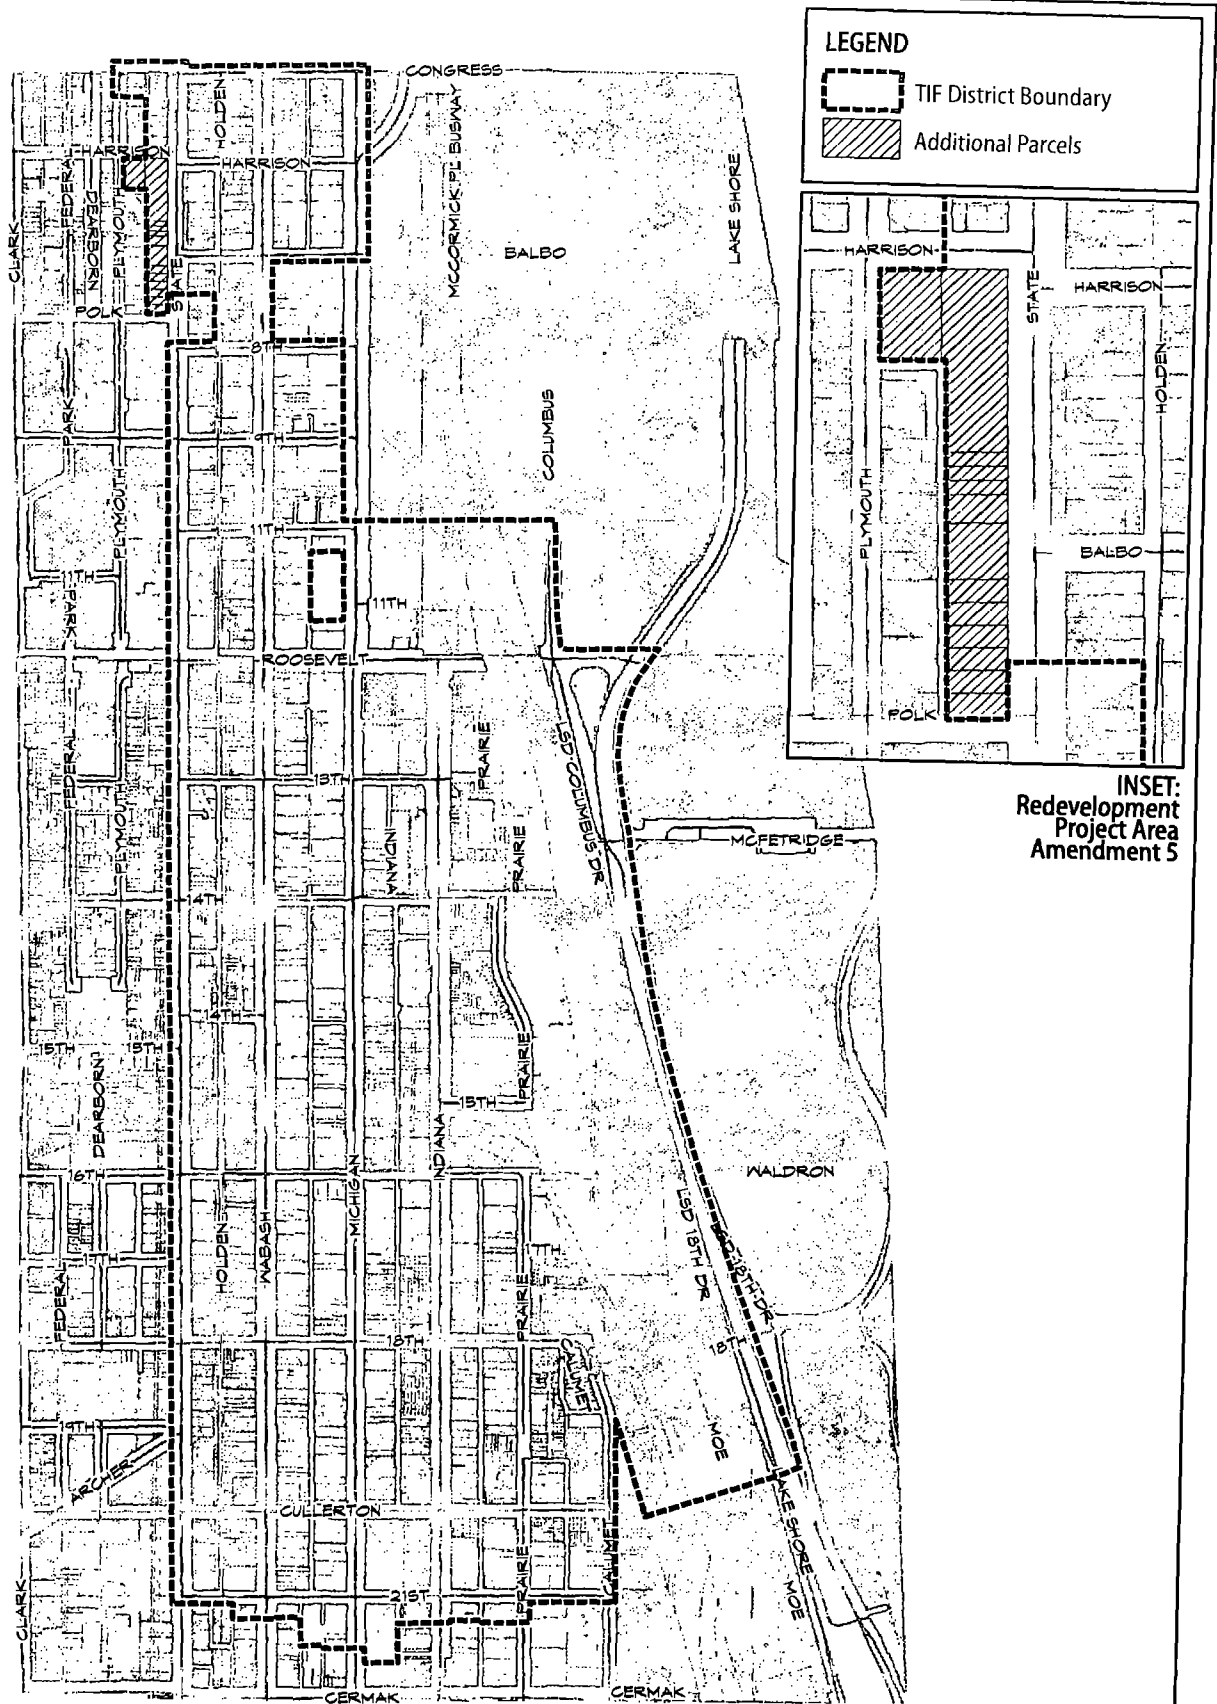 LEGEND
TIF District Boundary
Additional Parcels
CONGRESS
HOLDEN
MCCORMICK PL BUSWAY
LAKE SHORE
HARRISON
HARRISON
FEDERAL
DEARBORN
PLYMOUTH
CLARK
STATE
BALBO
POLK
8TH
COLUMBUS
PARK
9TH
PLYMOUTH
11TH
11TH
PARK
11TH
ROOSEVELT
FEDERAL
PLYMOUTH
13TH
PRAIRIE
LSD-COLUMBUS DR
INDIANA
PRAIRIE
MCFETRIDGE
14TH
14TH
15TH
15TH
DEARBORN
PRAIRIE
15TH
INDIANA
16TH
MICHIGAN
WALDRON
HOLDEN
WABASH
17TH
17TH
LSD 18TH DR
LSD-18TH-DR
FEDERAL
PRAIRIE
18TH
18TH
CALUMET
19TH
ARCHER
MOE
CULLERTON
LAKE SHORE
MOE
CLARK
21ST
PRAIRIE
CALUMET
CERMAK
CERMAK
HARRISON
STATE
HARRISON
HOLDEN
PLYMOUTH
BALBO
POLK
INSET:
Redevelopment
Project Area
Amendment 5